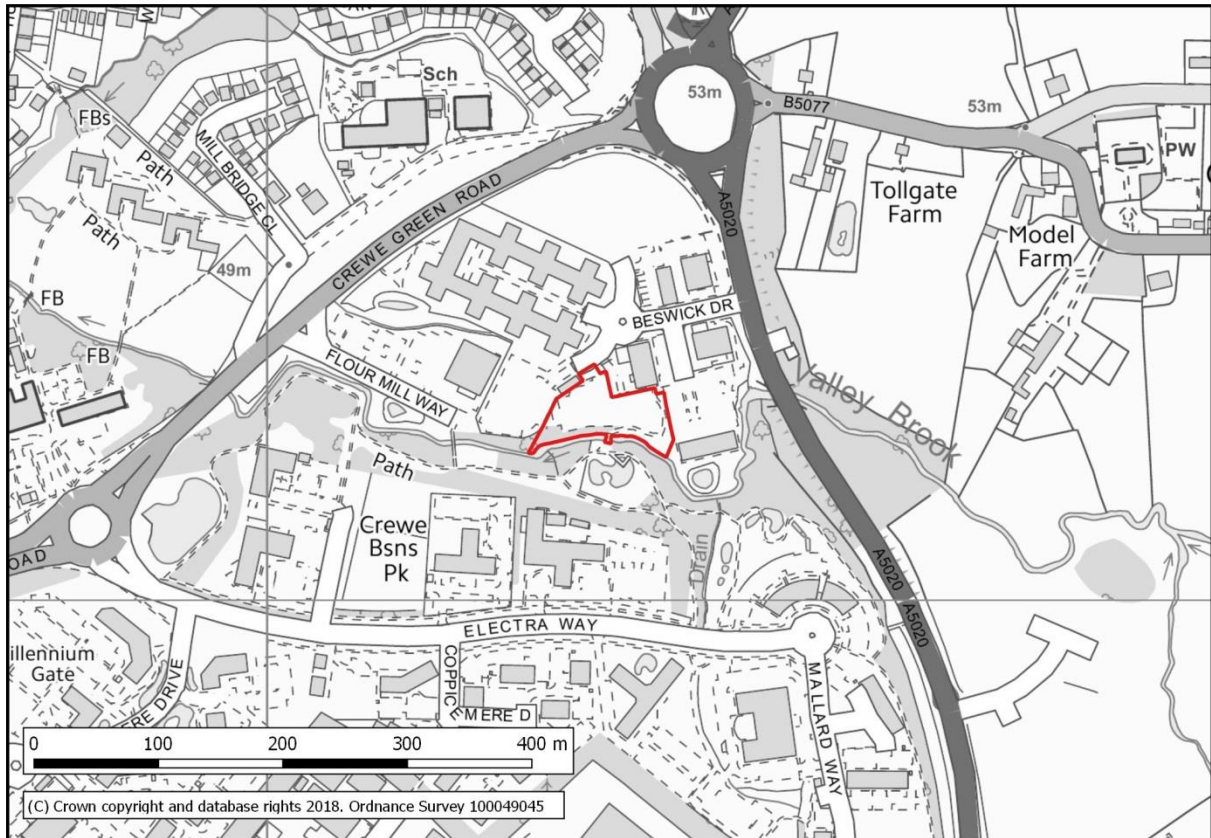 Sch
53m
B5077
53m
PW
FBs
Path
MILL BRIDGE CL
Tollgate
Farm
Model
Farm
Path
CREWE GREEN ROAD
A5020
49m
FB
FB
BESWICK DR
FLOUR MILL WAY
Valley Brook
Path
Crewe
Bsns
Pk
Drain
A5020
A5020
OAD
ELECTRA WAY
illennium
Gate
ERE DRIVE
COPPIC
E
MERE D
MALLARD WAY
0 100 200 300 400 m
(C) Crown copyright and database rights 2018. Ordnance Survey 100049045